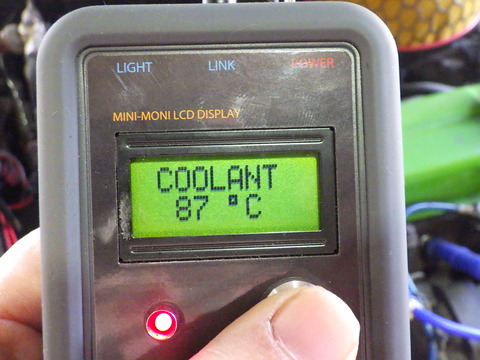 LIGHT LINK POWER
MINI-MONI LCD DISPLAY
COOLANT
87 °C